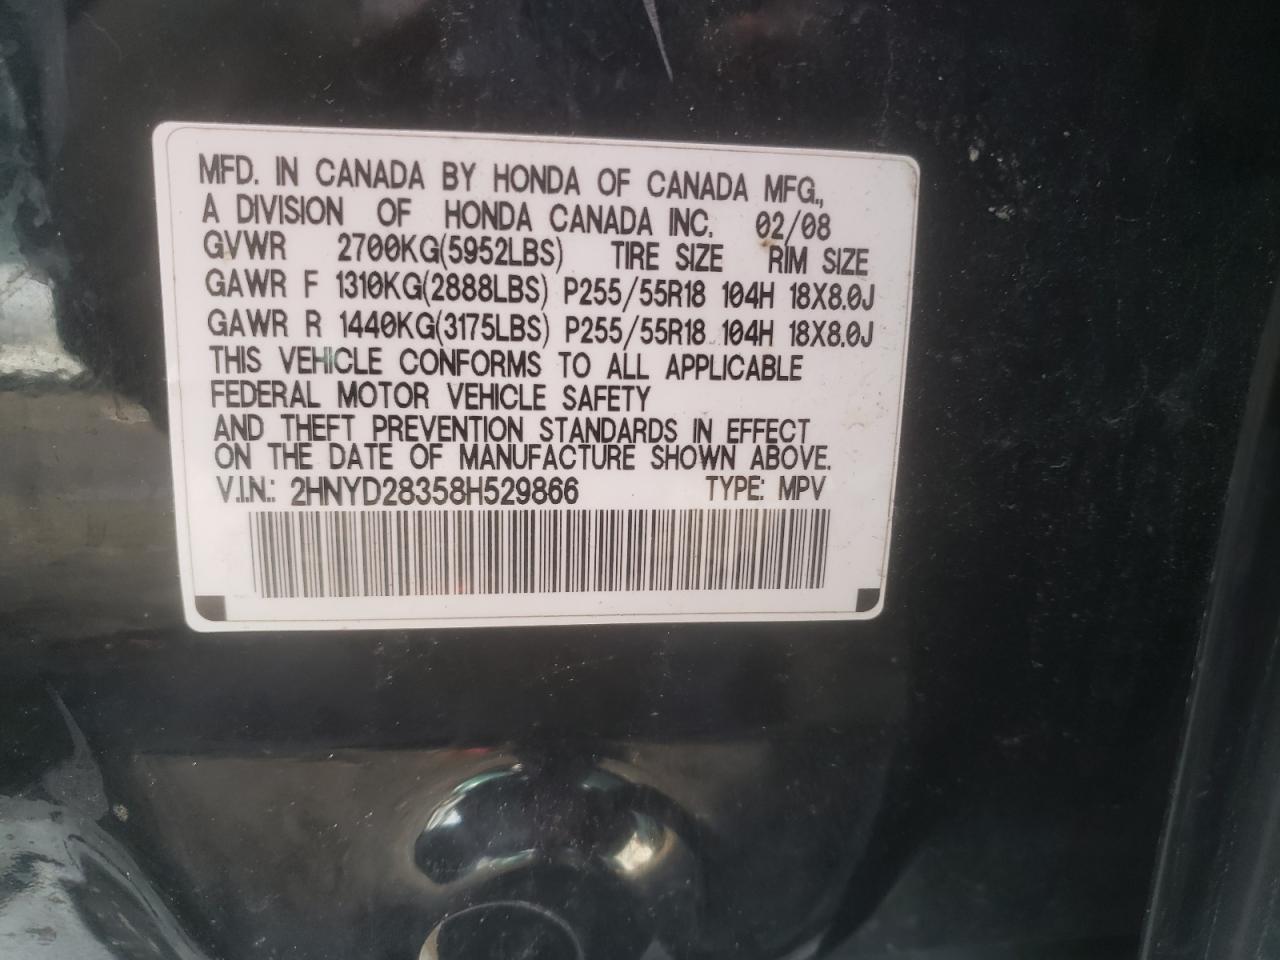 MFD. IN CANADA BY HONDA OF CANADA MFG.,
A DIVISION OF HONDA CANADA INC. 02/08
GVWR 2700KG(5952LBS) TIRE SIZE RIM SIZE
GAWR F 1310KG(2888LBS) P255/55R18 104H 18X8.0J
GAWR R 1440KG(3175LBS) P255/55R18 104H 18X8.0J
THIS VEHICLE CONFORMS TO ALL APPLICABLE
FEDERAL MOTOR VEHICLE SAFETY
AND THEFT PREVENTION STANDARDS IN EFFECT
ON THE DATE OF MANUFACTURE SHOWN ABOVE.
V.I.N.: 2HNYD28358H529866 TYPE: MPV